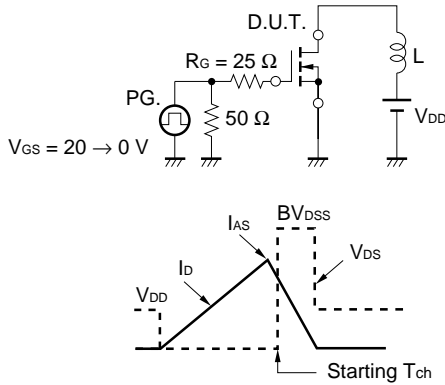 D.U.T.
RG = 25 Ω
L
PG.
50 Ω
VDD
VGS = 20 → 0 V
BVDSS
IAS
ID
VDS
VDD
Starting Tch